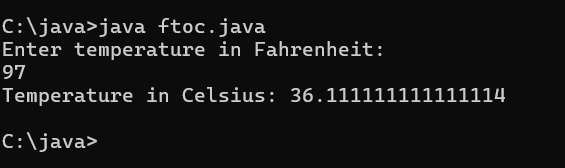 C:\java>java ftoc.java
Enter temperature in Fahrenheit:
97
Temperature in Celsius: 36.111111111111114
C:\java>